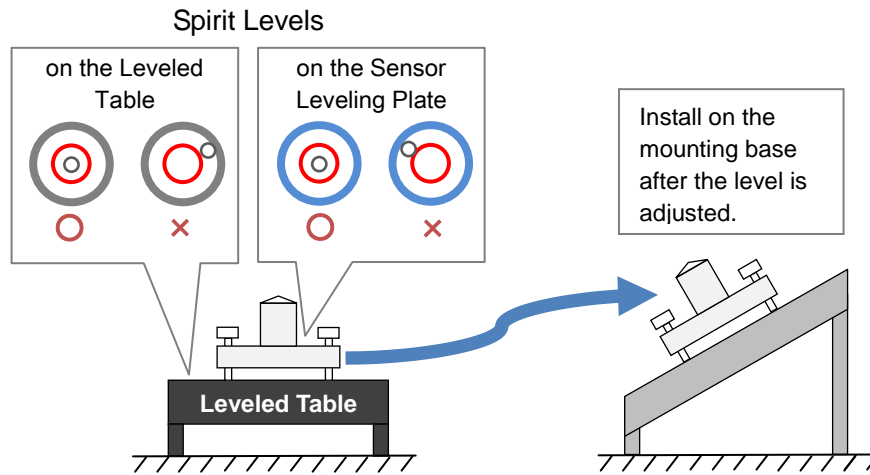 Spirit Levels
on the Leveled
Table
on the Sensor
Leveling Plate
Install on the
mounting base
after the level is
adjusted.
Leveled Table